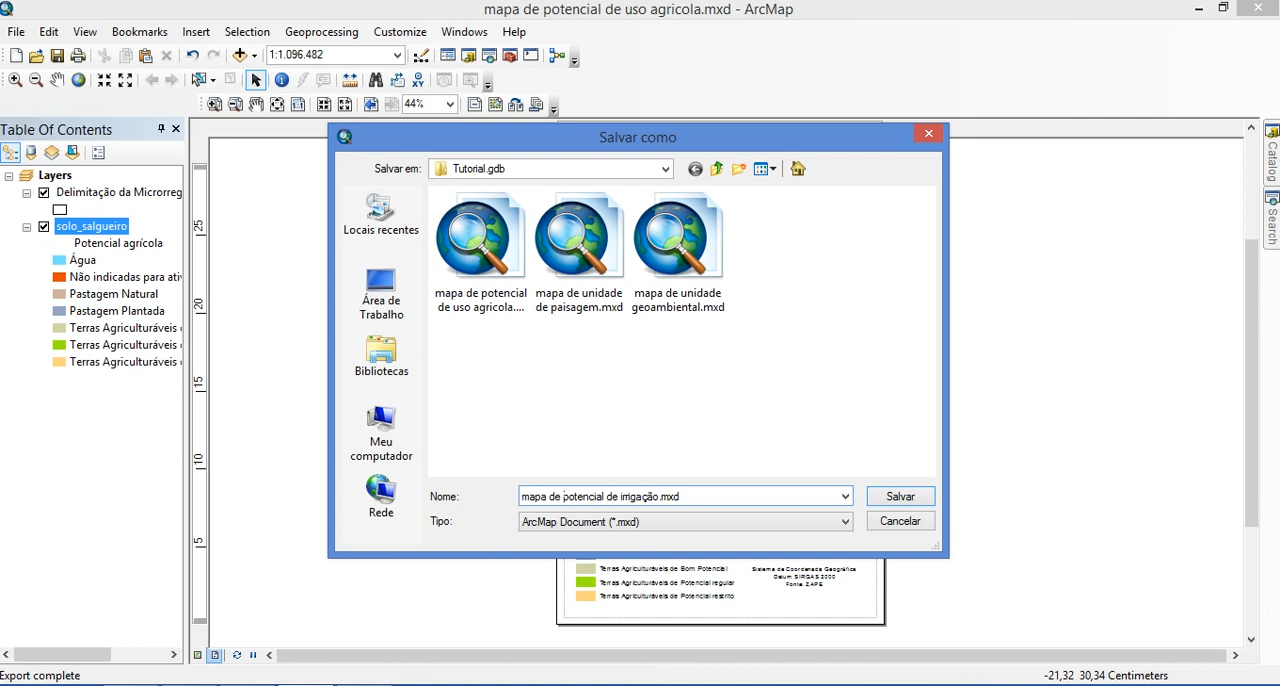 mapa de potencial de uso agricola.mxd - ArcMap
File Edit View Bookmarks Insert Selection Geoprocessing Customize Windows Help
1:1.096.482
44%
Table Of Contents
Layers
Delimitação da Microrreg
solo_salgueiro
Potencial agrícola
Água
Não indicadas para ativ
Pastagem Natural
Pastagem Plantada
Terras Agriculturáveis
Terras Agriculturáveis
Terras Agriculturáveis
25
20
15
10
5
Salvar como
Salvar em: Tutorial.gdb
Locais recentes
Área de
Trabalho
Bibliotecas
Meu
computador
Rede
mapa de potencial
de uso agricola....
mapa de unidade
de paisagem.mxd
mapa de unidade
geoambiental.mxd
Nome: mapa de potencial de irrigação.mxd Salvar
Tipo: ArcMap Document (*.mxd) Cancelar
Terras Agriculturáveis de Bom Potencial
Terras Agriculturáveis de Potencial regular
Terras Agriculturáveis de Potencial restrito
Sistema de Coordenada Geográfica
Datum SIRGAS 2000
Fonte: ZAPE
Catalog
Search
Export complete
-21,32 30,34 Centimeters